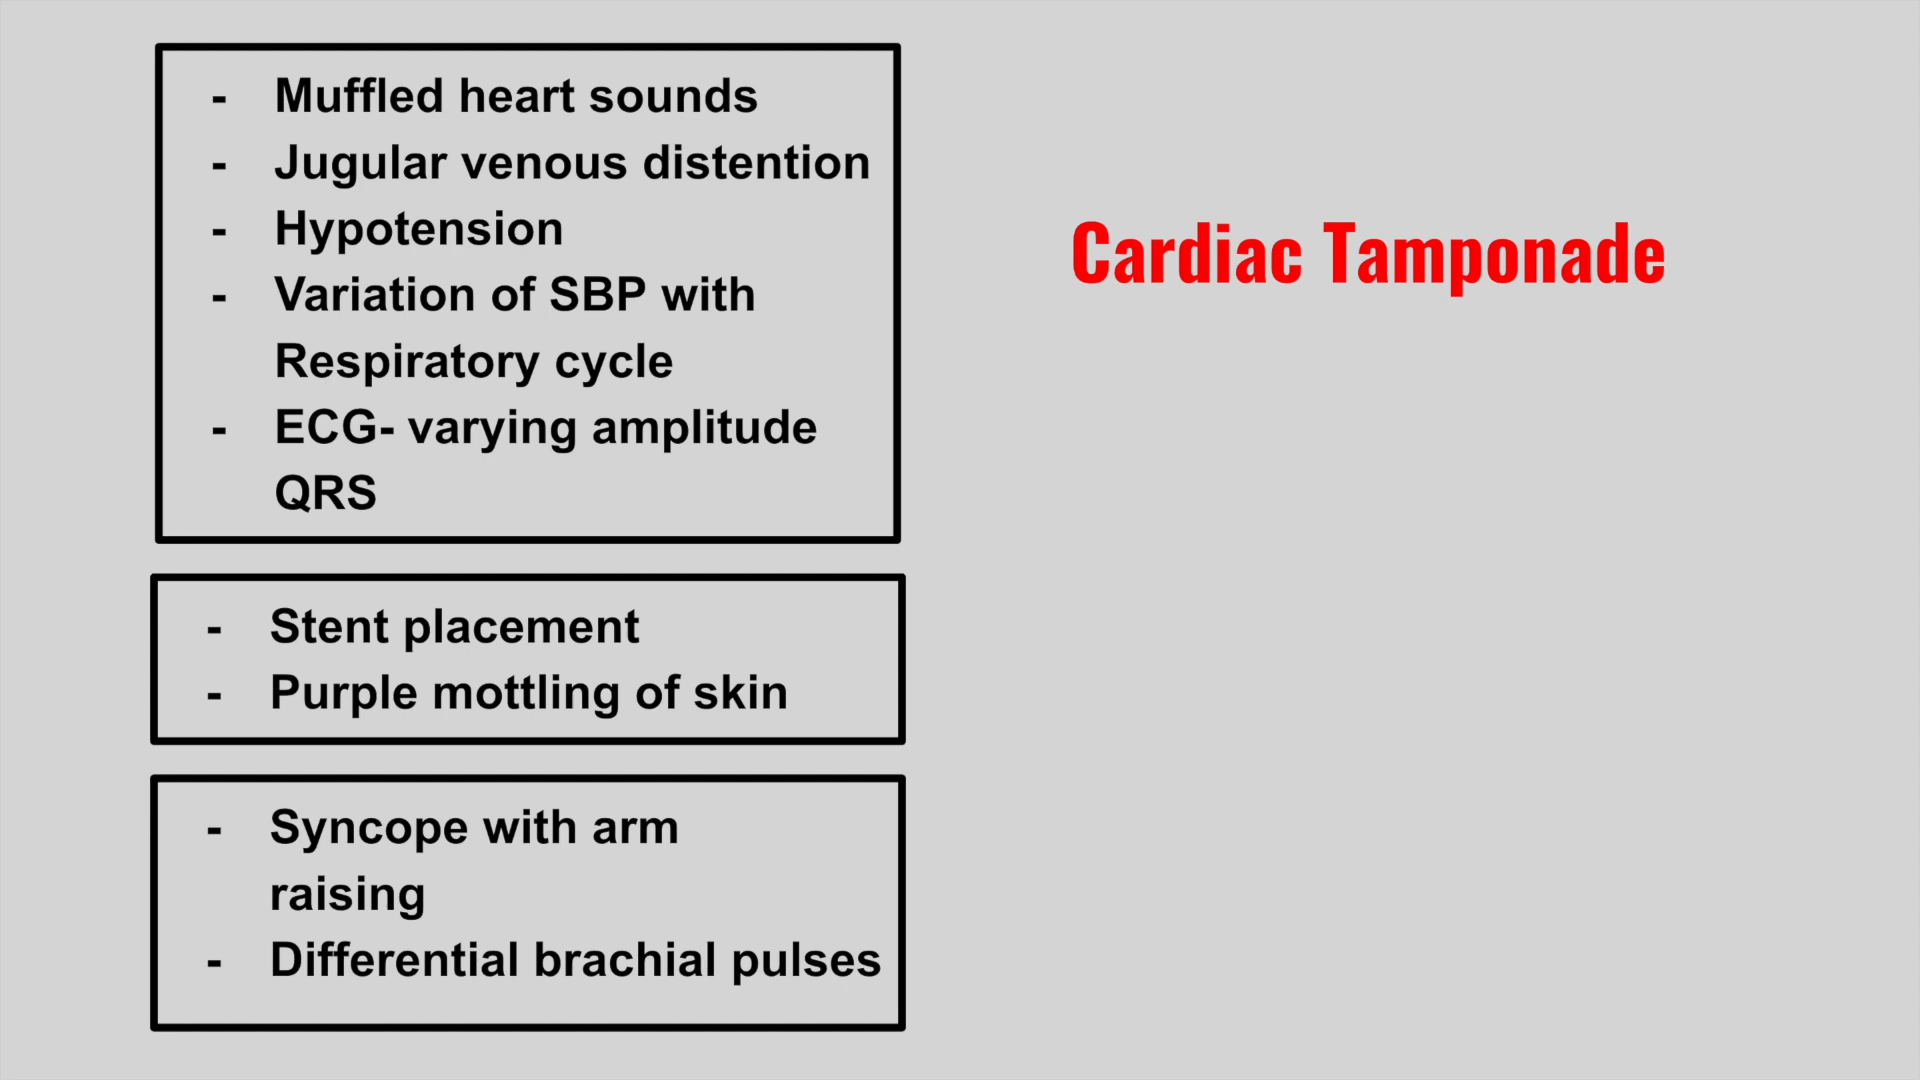 - Muffled heart sounds
- Jugular venous distention
- Hypotension
- Variation of SBP with
Respiratory cycle
- ECG- varying amplitude
QRS
Cardiac Tamponade
- Stent placement
- Purple mottling of skin
- Syncope with arm
raising
- Differential brachial pulses